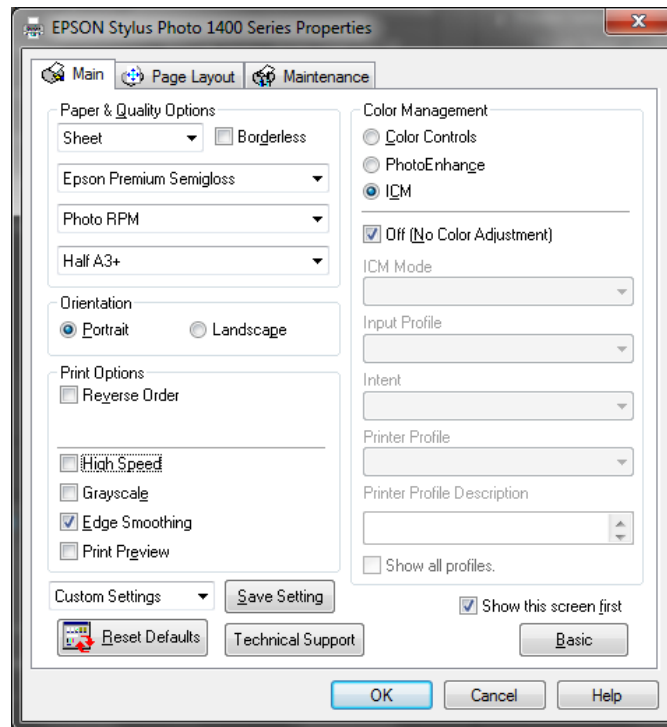 EPSON Stylus Photo 1400 Series Properties
Main
Page Layout
Maintenance
Paper & Quality Options
Sheet
Borderless
Epson Premium Semigloss
Photo RPM
Half A3+
Orientation
Portrait
Landscape
Print Options
Reverse Order
High Speed
Grayscale
Edge Smoothing
Print Preview
Custom Settings
Save Setting
Reset Defaults
Technical Support
Color Management
Color Controls
PhotoEnhance
ICM
Off (No Color Adjustment)
ICM Mode
Input Profile
Intent
Printer Profile
Printer Profile Description
Show all profiles.
Show this screen first
Basic
OK
Cancel
Help